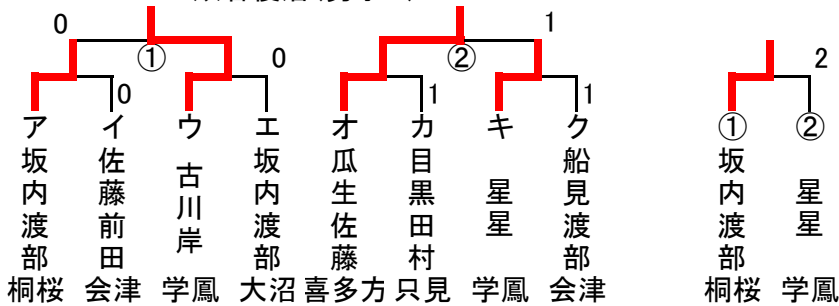 0 1
① 0 ② 2
0 1 1
ア イ ウ エ オ カ キ ク ① ②
坂内渡部
佐藤前田
古川岸
坂内渡部
瓜生佐藤
目黒田村
星星
船見渡部
坂内渡部
星星
桐桜 会津 学鳳 大沼 喜多方 只見 学鳳 会津 桐桜 学鳳